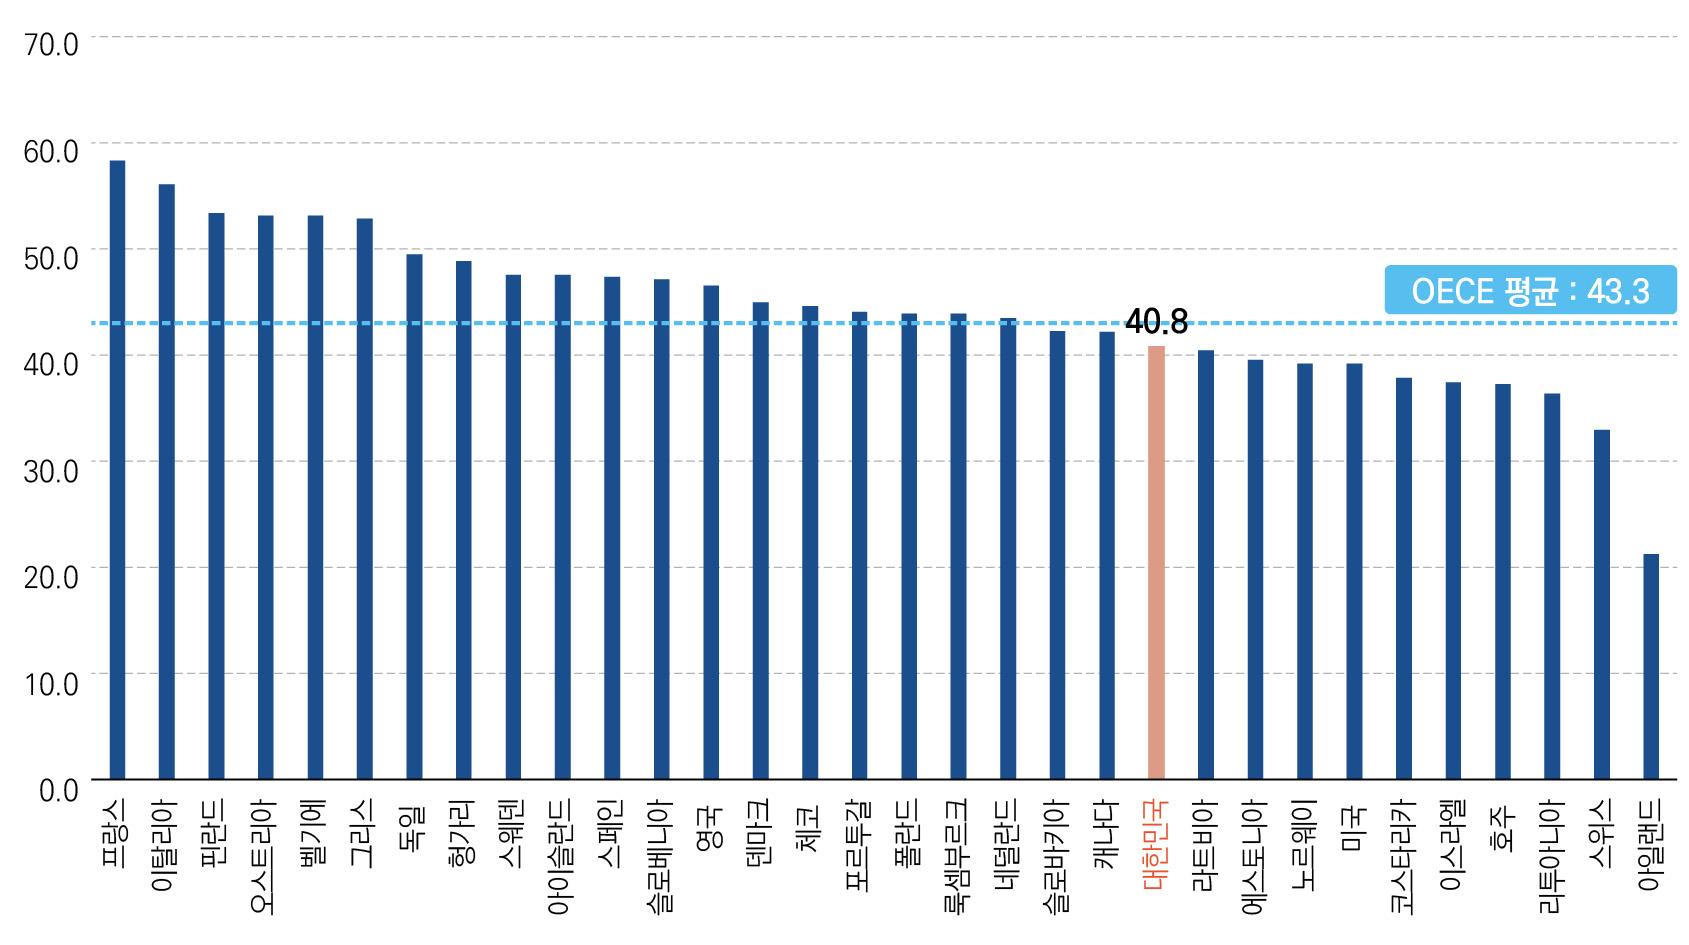 70.0
60.0
50.0
40.0
30.0
20.0
10.0
0.0
OECE 평균 : 43.3
40.8
프랑스
이탈리아
핀란드
오스트리아
벨기에
그리스
독일
헝가리
스웨덴
아이슬란드
스페인
슬로베니아
영국
덴마크
체코
포르투갈
폴란드
룩셈부르크
네덜란드
슬로바키아
캐나다
대한민국
라트비아
에스토니아
노르웨이
미국
코스타리카
이스라엘
호주
리투아니아
스위스
아일랜드